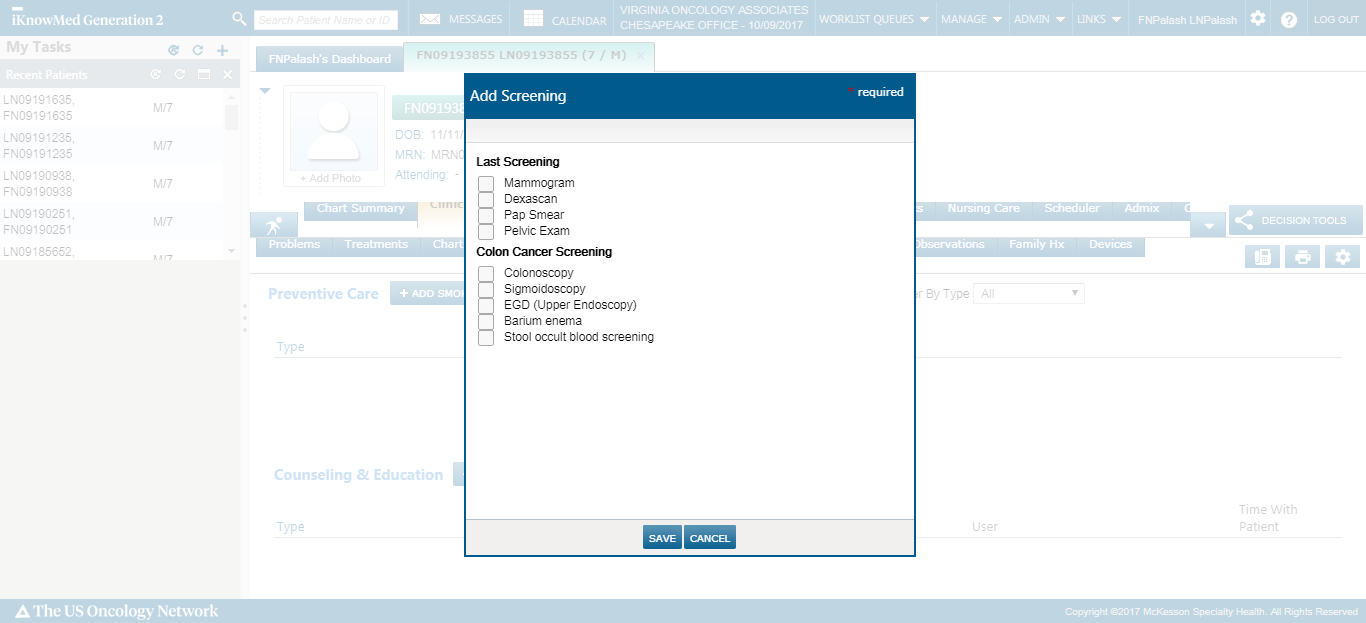 iKnowMed Generation 2
Search Patient Name or ID
MESSAGES
CALENDAR
VIRGINIA ONCOLOGY ASSOCIATES
CHESAPEAKE OFFICE - 10/09/2017
WORKLIST QUEUES
MANAGE
ADMIN
LINKS
FNPalash LNPalash
LOG OUT
My Tasks
Recent Patients
LN09191635,
FN09191635
M/7
LN09191235,
FN09191235
M/7
LN09190938,
FN09190938
M/7
LN09190251,
FN09190251
M/7
LN09185652,
M/7
FNPalash's Dashboard
FN09193855 LN09193855 (7 / M)
+ Add Photo
FN091938
DOB: 11/11/
MRN: MRN0
Attending: -
Chart Summary
Clinic
Nursing Care
Scheduler
Admix
DECISION TOOLS
Problems
Treatments
Chart
Observations
Family Hx
Devices
Preventive Care
+ ADD SMO
By Type
All
Type
Counseling & Education
Type
User
Time With
Patient
Add Screening
* required
Last Screening
Mammogram
Dexascan
Pap Smear
Pelvic Exam
Colon Cancer Screening
Colonoscopy
Sigmoidoscopy
EGD (Upper Endoscopy)
Barium enema
Stool occult blood screening
SAVE
CANCEL
The US Oncology Network
Copyright ©2017 McKesson Specialty Health. All Rights Reserved